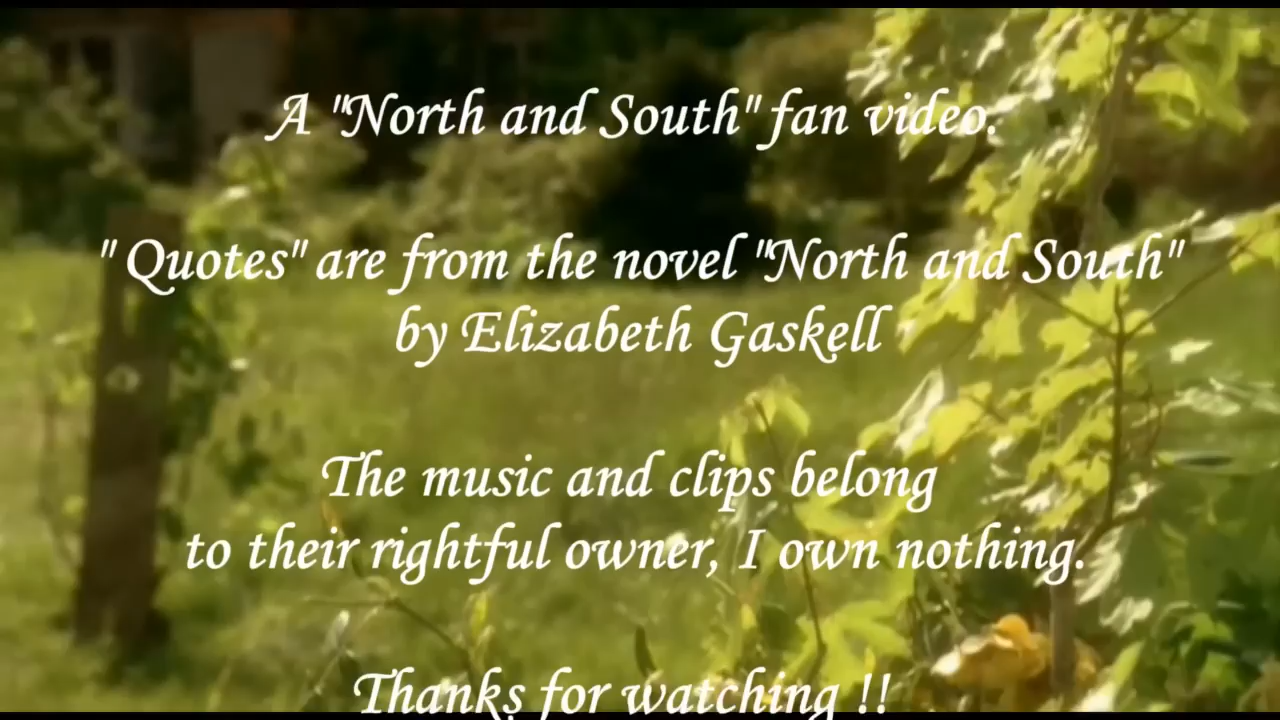 A "North and South" fan video.
" Quotes" are from the novel "North and South"
by Elizabeth Gaskell
The music and clips belong
to their rightful owner, I own nothing.
Thanks for watching !!